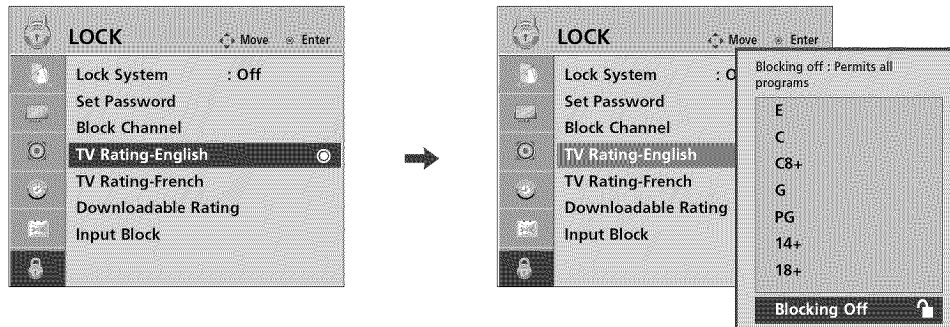 LOCK
Move Enter
Lock System : Off
Set Password
Block Channel
TV Rating-English
TV Rating-French
Downloadable Rating
Input Block
LOCK
Move Enter
Lock System : O
Set Password
Block Channel
TV Rating-English
TV Rating-French
Downloadable Rating
Input Block
Blocking off : Permits all
programs
E
C
C8+
G
PG
14+
18+
Blocking Off